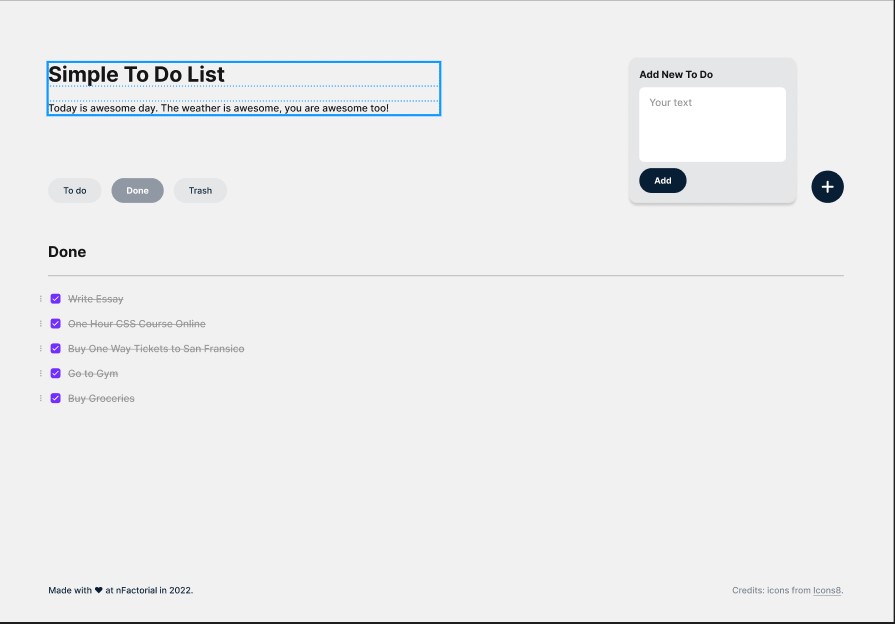 Simple To Do List
Today is awesome day. The weather is awesome, you are awesome too!
Add New To Do
Your text
Add
To do
Done
Trash
Done
Write Essay
One Hour CSS Course Online
Buy One Way Tickets to San Fransico
Go to Gym
Buy Groceries
Made with ❤ at nFactorial in 2022.
Credits: icons from Icons8.